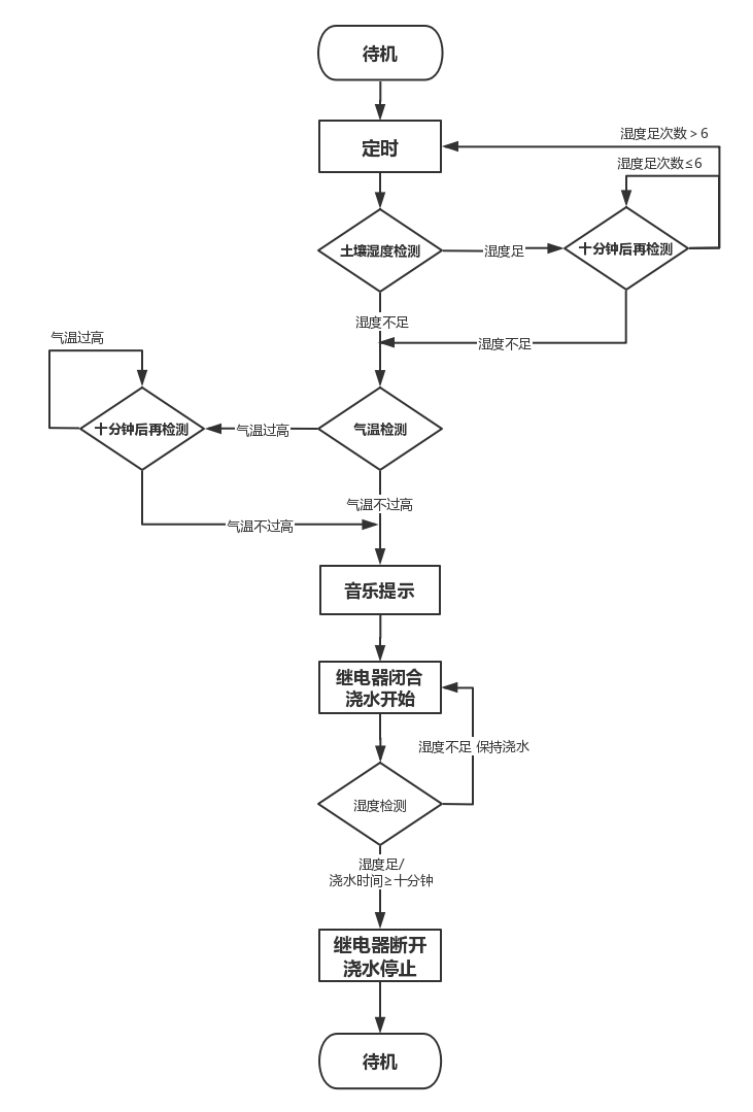 待机
湿度足次数 > 6
定时
湿度足次数≤6
土壤湿度检测
湿度足
十分钟后再检测
湿度不足
湿度不足
气温过高
十分钟后再检测
气温过高
气温检测
气温不过高
气温不过高
音乐提示
继电器闭合
浇水开始
湿度不足 保持浇水
湿度检测
湿度足/
浇水时间≥十分钟
继电器断开
浇水停止
待机